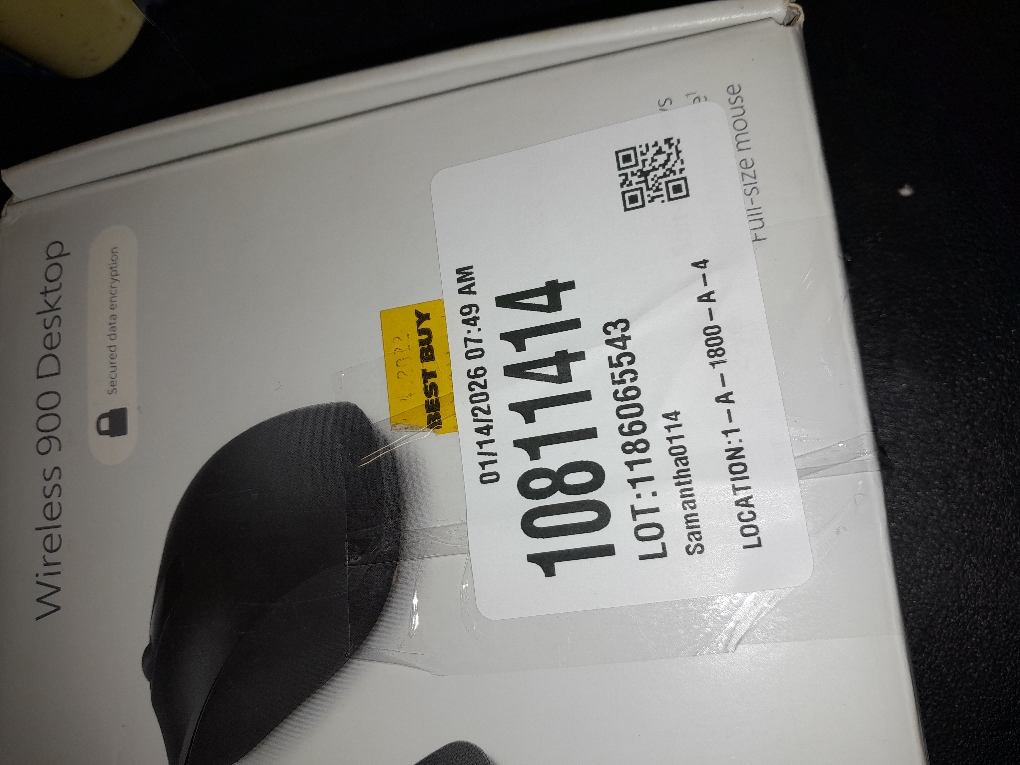 Wireless 900 Desktop
Secured data encryption
BEST BUY
01/14/2026 07:49 AM
10811414
LOT:1186065543
Samantha0114
LOCATION:1-A-1800-A-4
Full-size mouse